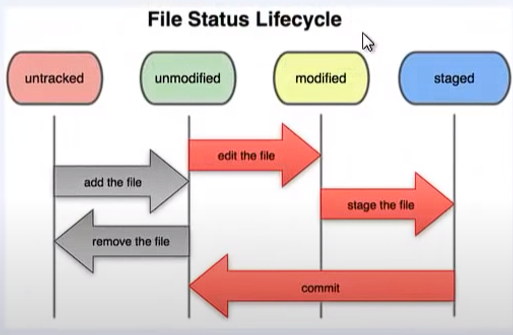 File Status Lifecycle
untracked
unmodified
modified
staged
edit the file
add the file
stage the file
remove the file
commit